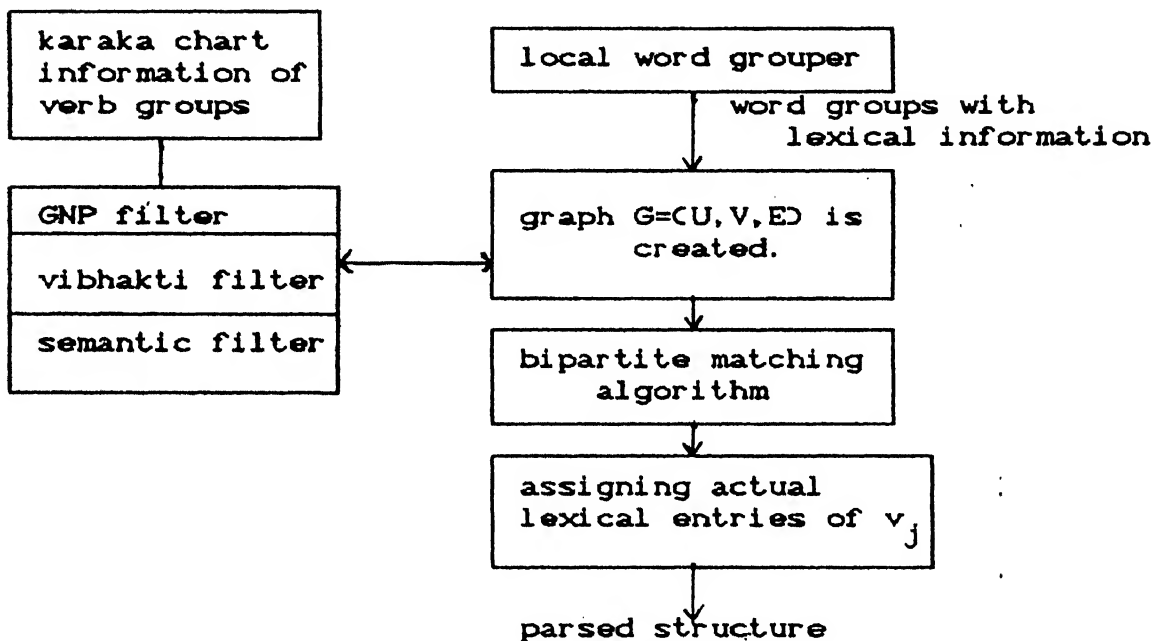 karaka chart
information of
verb groups
GNP filter
vibhakti filter
semantic filter
local word grouper
word groups with
lexical information
graph G=(U,V,E) is
created.
bipartite matching
algorithm
assigning actual
lexical entries of v_j
parsed structure